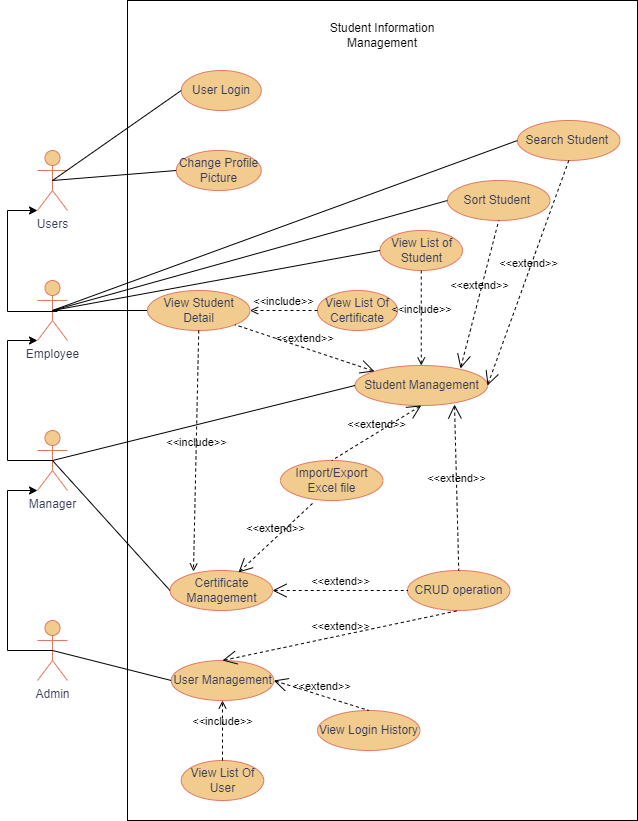 Student Information
Management
User Login
Change Profile
Picture
Search Student
Sort Student
Users
View List of
Student
<<extend>>
<<extend>>
View Student
Detail
<<include>>
View List Of
Certificate
<<include>>
<<extend>>
Employee
Student Management
<<extend>>
<<include>>
Import/Export
Excel file
<<extend>>
Manager
<<extend>>
Certificate
Management
<<extend>>
CRUD operation
<<extend>>
Admin
User Management
<<extend>>
<<include>>
View Login History
View List Of
User